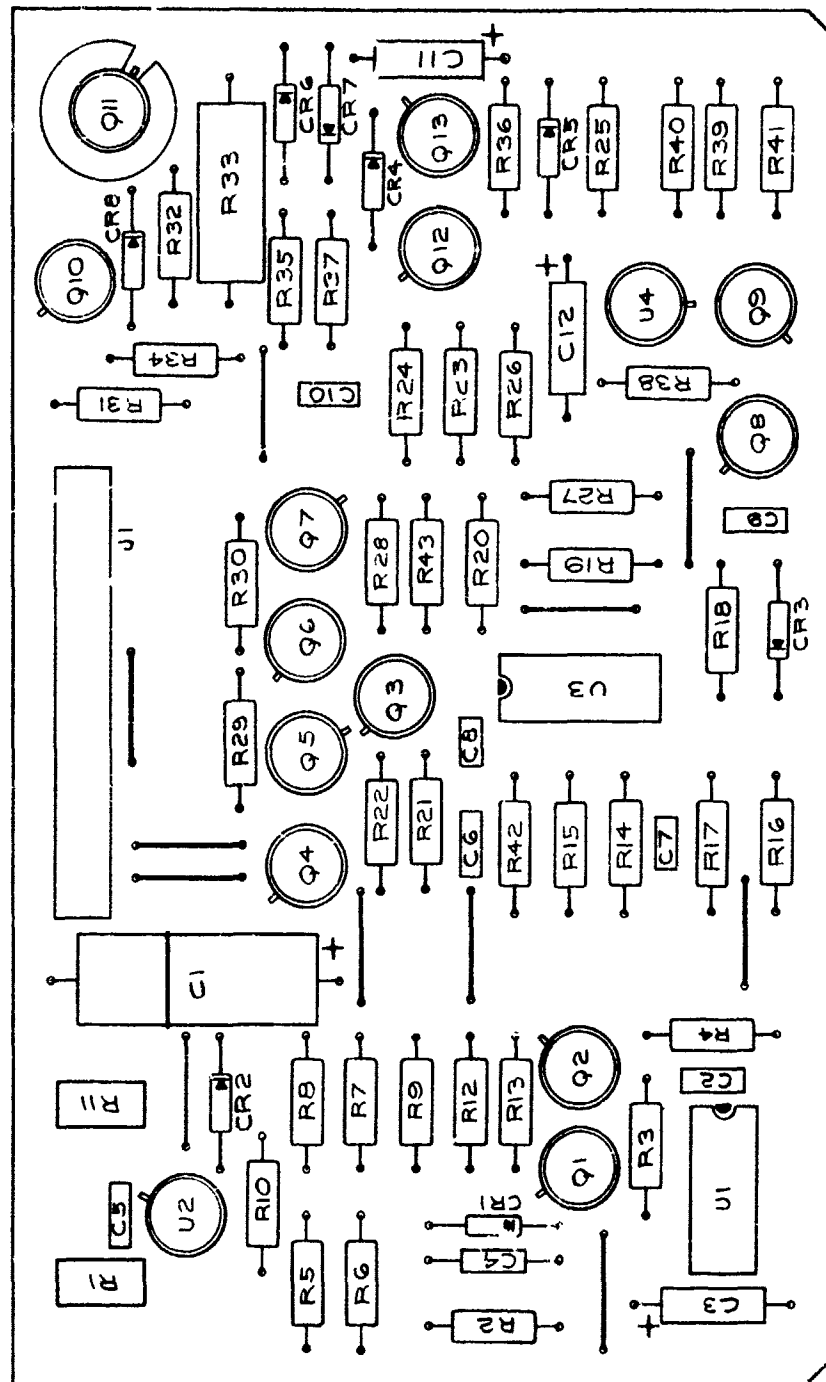 C11
+
Q11
CR6
CR7
Q13
R36
CR5
R25
R40
R39
R41
R33
CR4
CR8
R32
Q10
R35
R37
Q12
+
C12
U4
Q9
R34
R31
C10
R24
R26
R38
Q8
J1
Q7
R30
R28
R43
R20
R27
R19
C9
R18
CR3
Q6
Q3
U3
R29
Q5
C8
R22
R21
C6
R42
R15
R14
C7
R17
R16
Q4
C1
+
R4
Q2
C2
R11
CR2
R8
R7
R9
R12
R13
R3
U1
Q1
C5
U2
R10
CR1
C4
R1
R5
R6
R2
C3
+